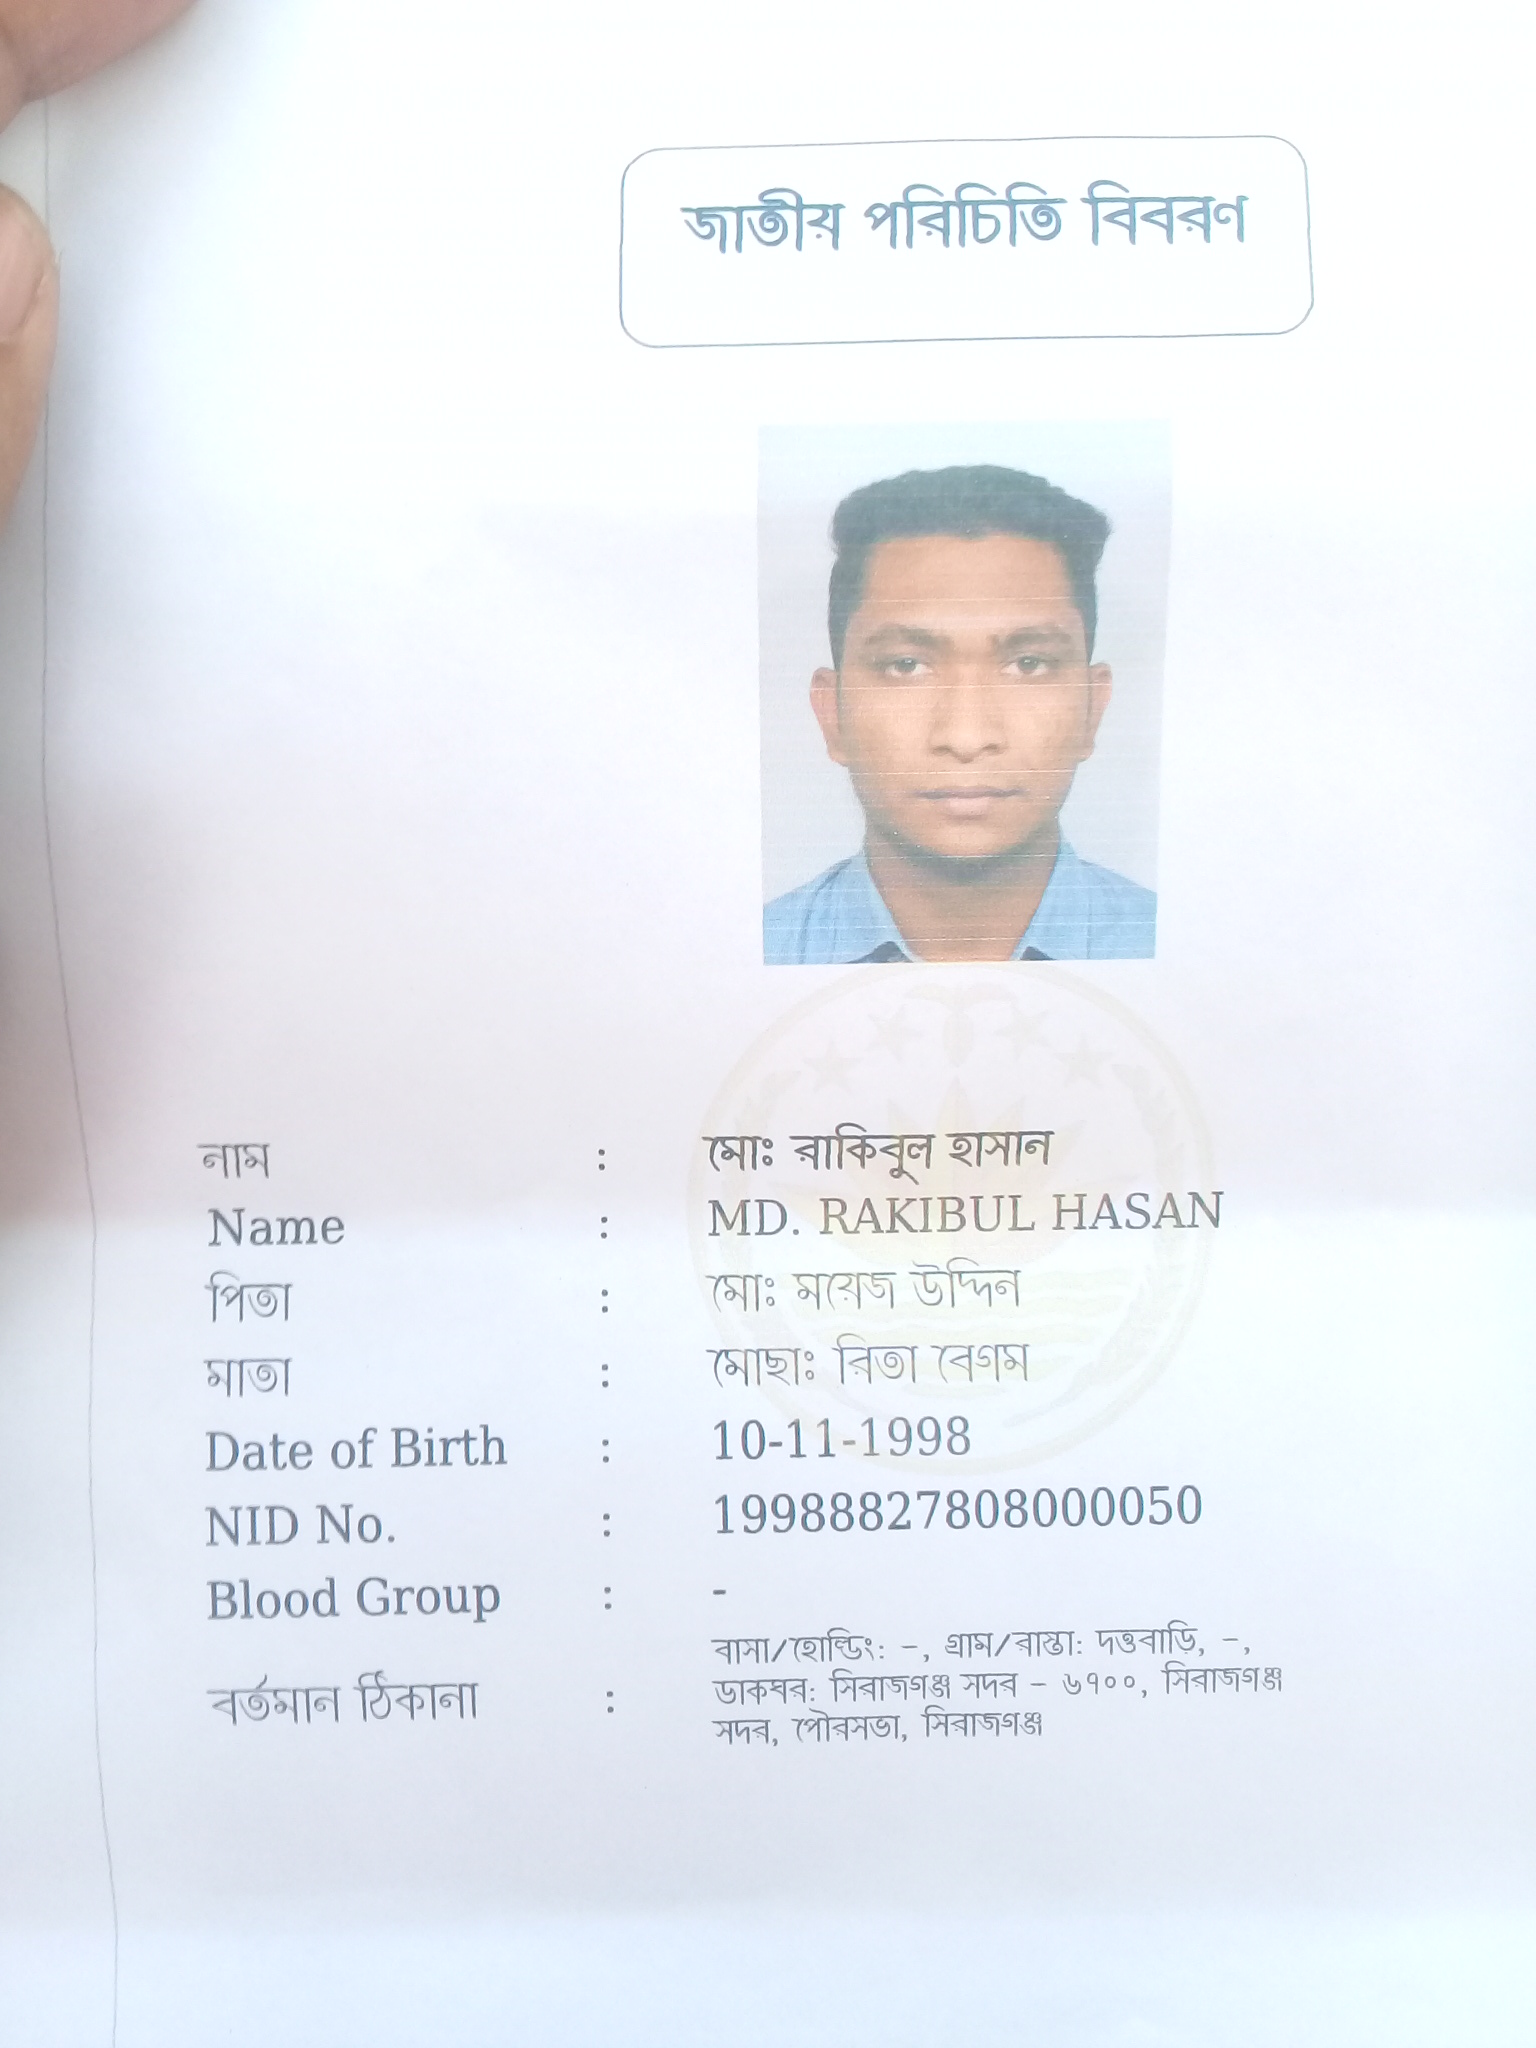 জাতীয় পরিচিতি বিবরণ
নাম : মোঃ রাকিবুল হাসান
Name : MD. RAKIBUL HASAN
পিতা : মোঃ ময়েজ উদ্দিন
মাতা : মোছাঃ রিতা বেগম
Date of Birth : 10-11-1998
NID No. : 19988827808000050
Blood Group : -
বর্তমান ঠিকানা : বাসা/হোল্ডিং: -, গ্রাম/রাস্তা: দত্তবাড়ি, -,
ডাকঘর: সিরাজগঞ্জ সদর - ৬৭০০, সিরাজগঞ্জ
সদর, পৌরসভা, সিরাজগঞ্জ